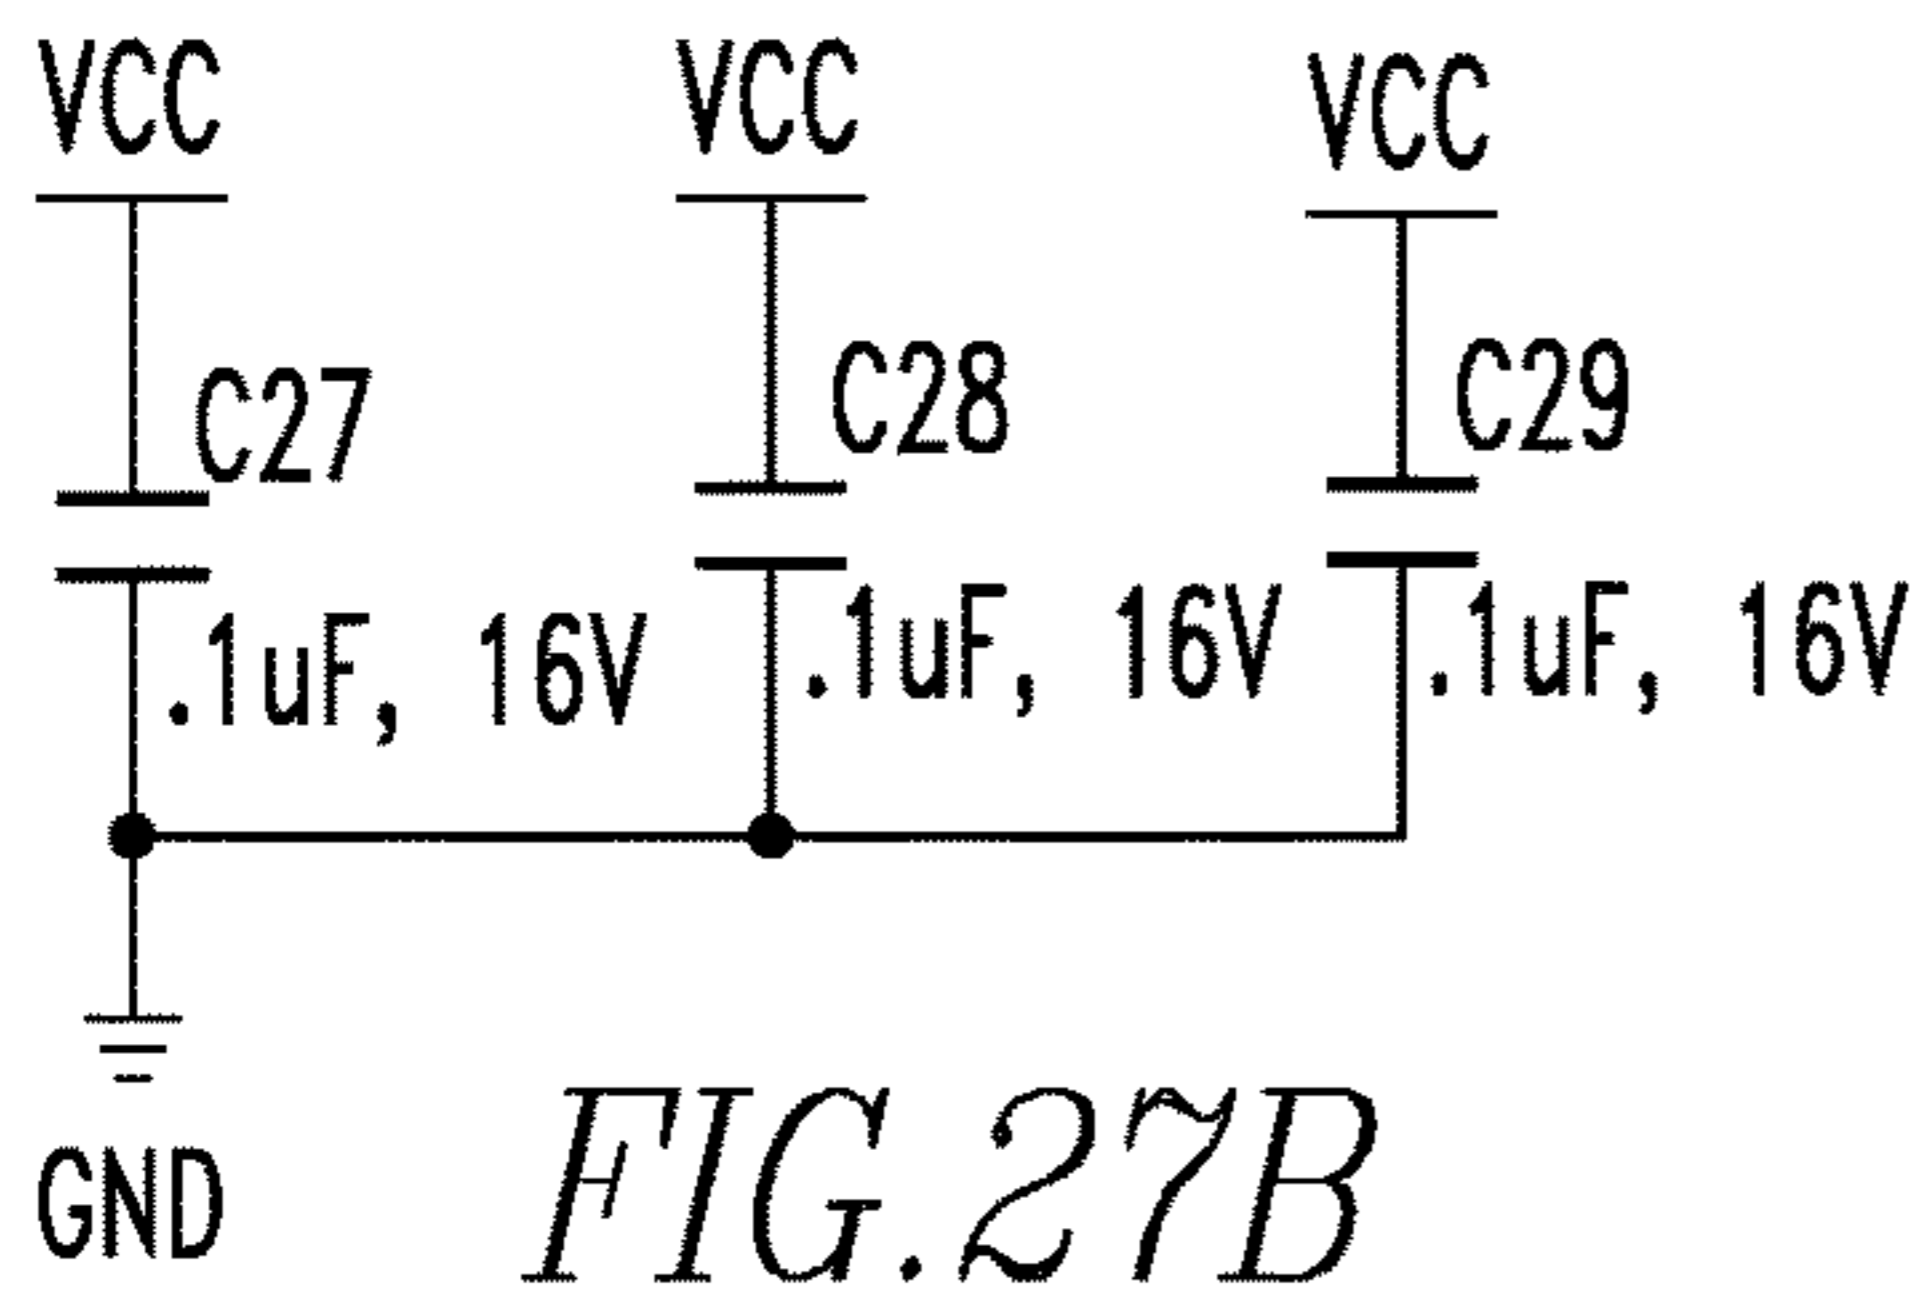 VCC
VCC
VCC
C27
C28
C29
.1uF, 16V
.1uF, 16V
.1uF, 16V
GND
FIG.27B